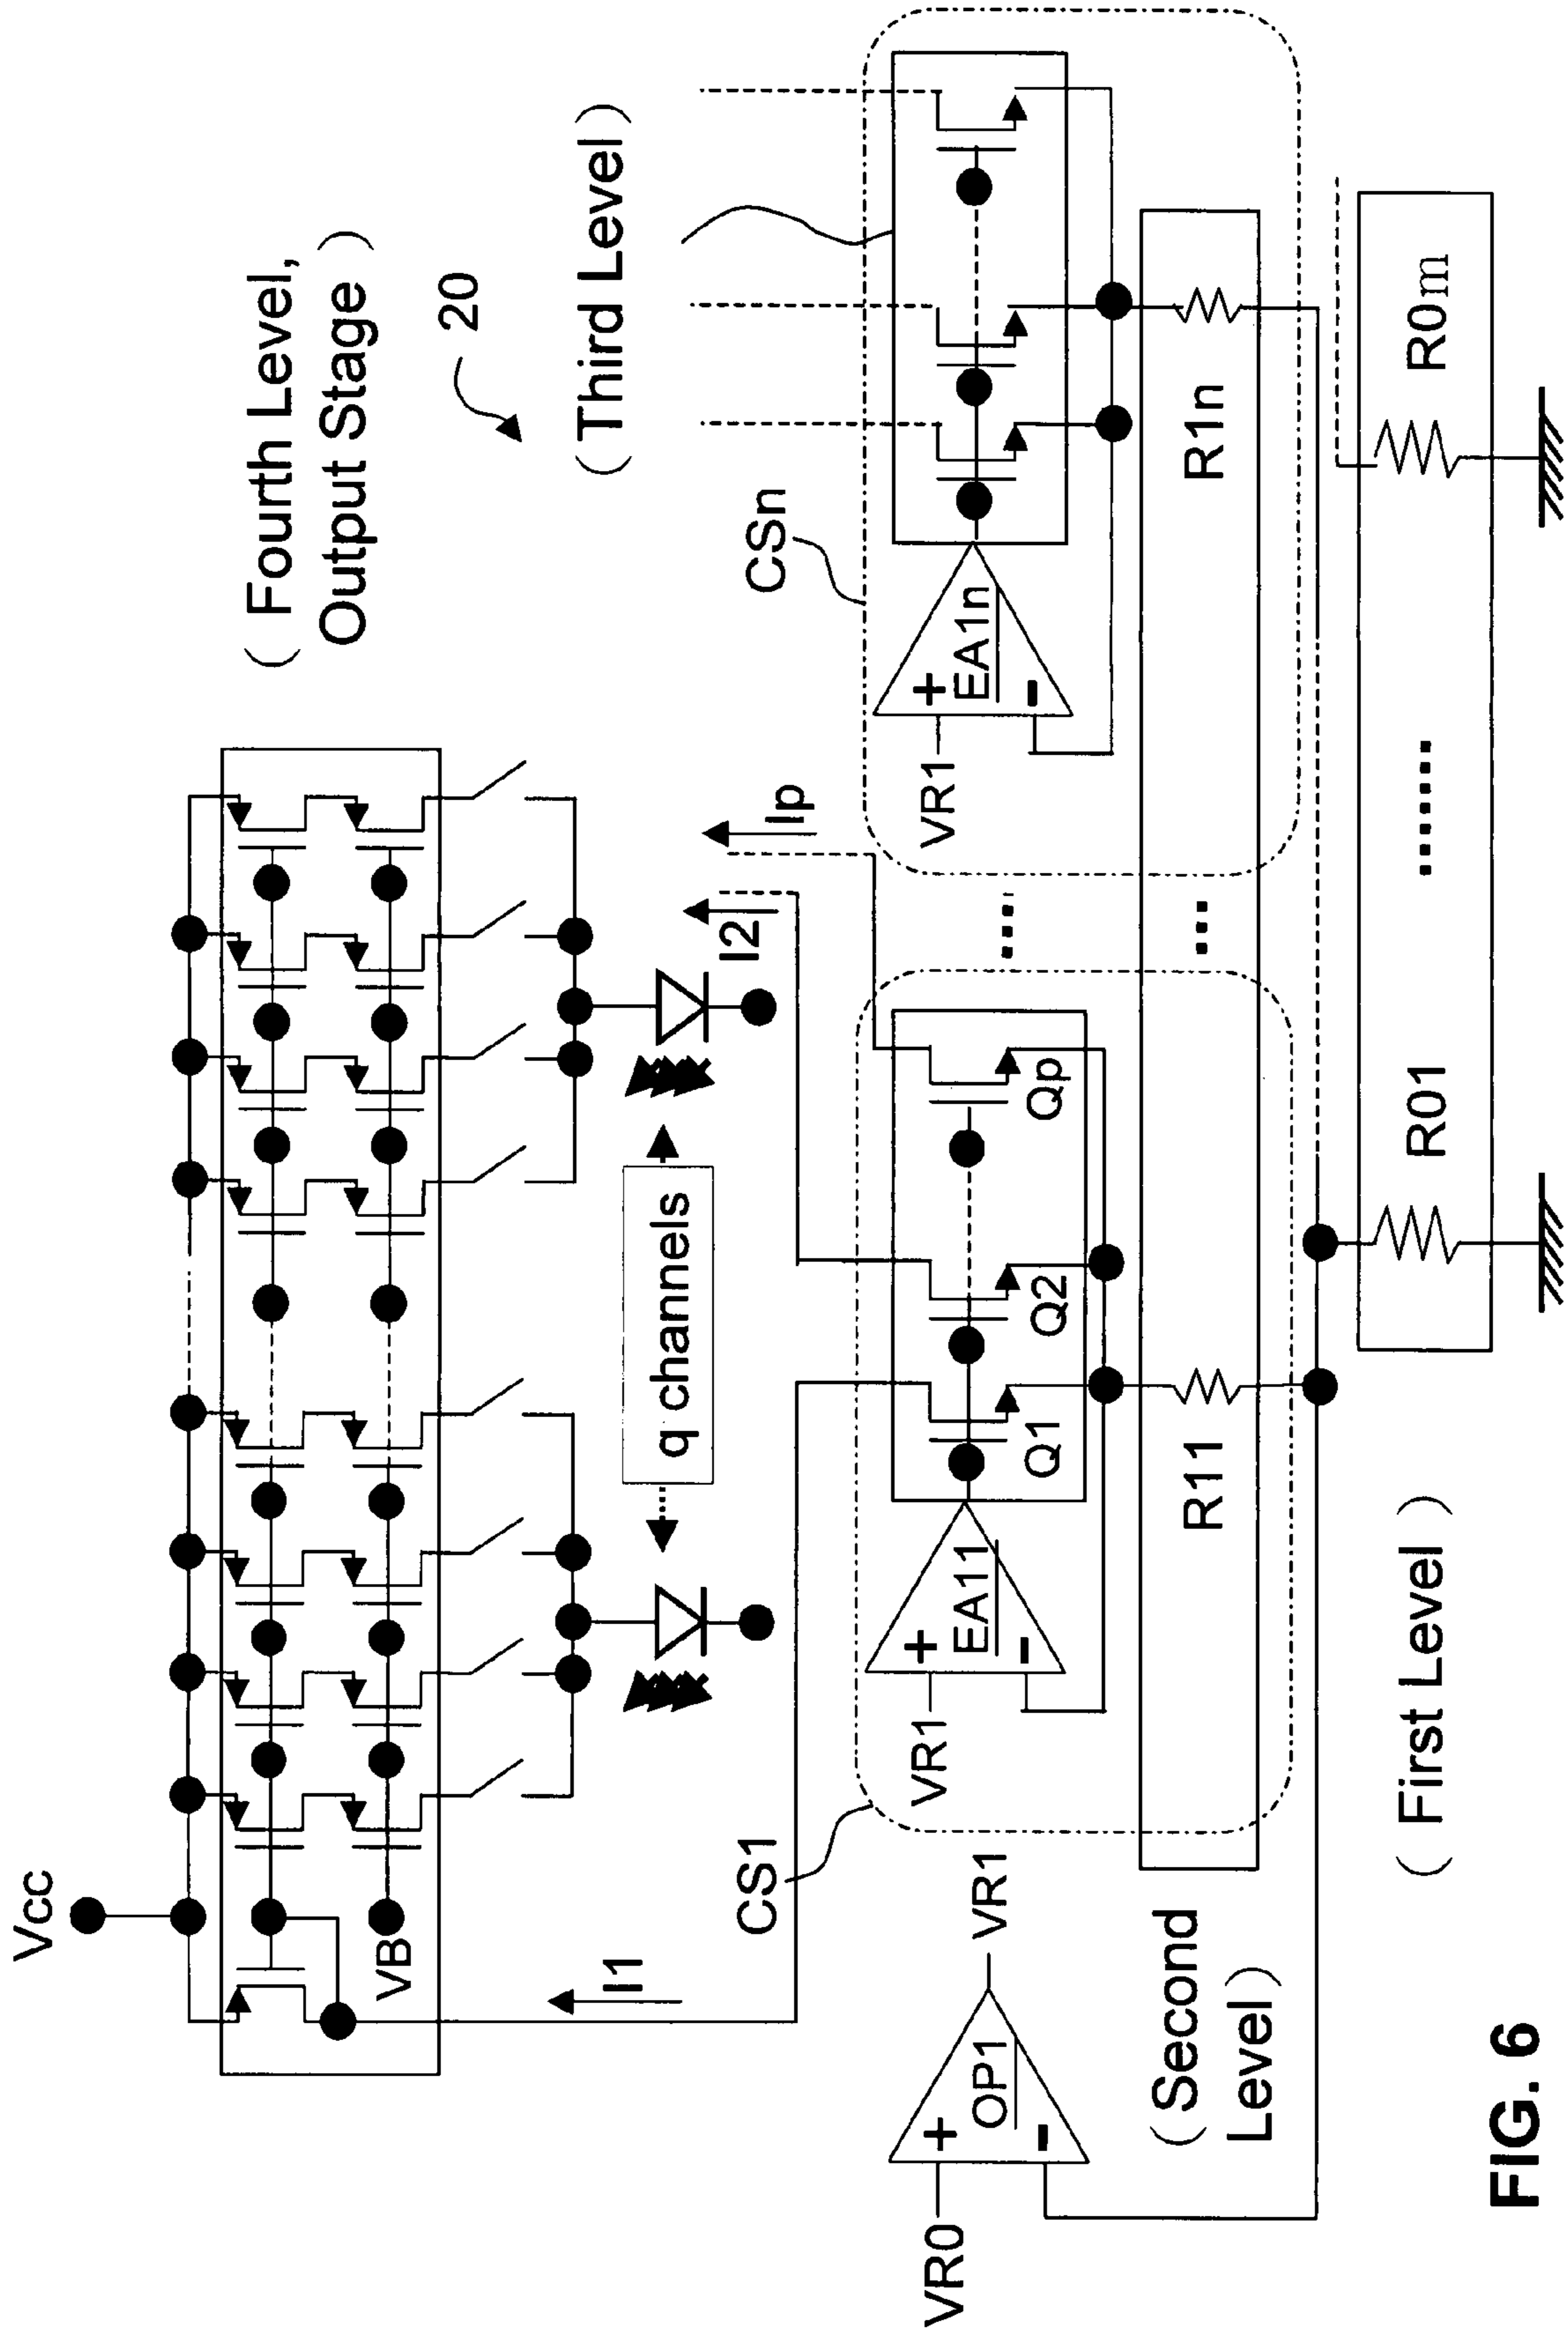 Vcc
VB
( Fourth Level,
Output Stage )
20
( Third Level )
I1
q channels
I2
Ip
CS1
CSn
VR0
+
-
OP1
VR1
VR1
+
-
EA11
Q1
Q2
Qp
....
VR1
+
-
EA1n
( Second
Level )
R11
...
R1n
( First Level )
R01
.......
R0m
FIG. 6